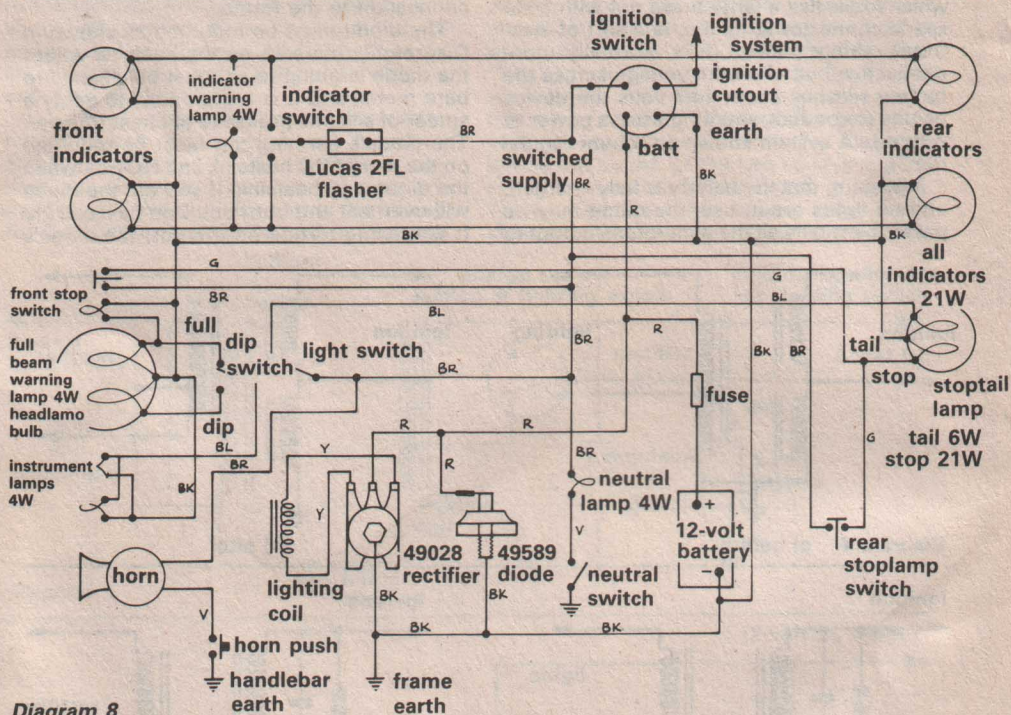 ignition
switch
ignition
system
ignition
cutout
indicator
warning
lamp 4W
indicator
switch
front
indicators
Lucas 2FL
flasher
BR
switched
supply
BR
batt
earth
R
rear
indicators
BK
BK
all
indicators
21W
G
BR
G
BL
BL
front stop
switch
full
dip
switch
light switch
BR
BR
R
R
BK
BR
tail
stop
full
beam
warning
lamp 4W
headlamo
bulb
dip
fuse
stoptail
lamp
tail 6W
stop 21W
BL
BR
Y
R
R
BR
G
instrument
lamps
4W
BK
Y
R
neutral
lamp 4W
+
12-volt
battery
−
horn
lighting
coil
49028
rectifier
49589
diode
V
neutral
switch
rear
stoplamp
switch
BK
BK
V
BK
BK
horn push
handlebar
earth
frame
earth
Diagram 8